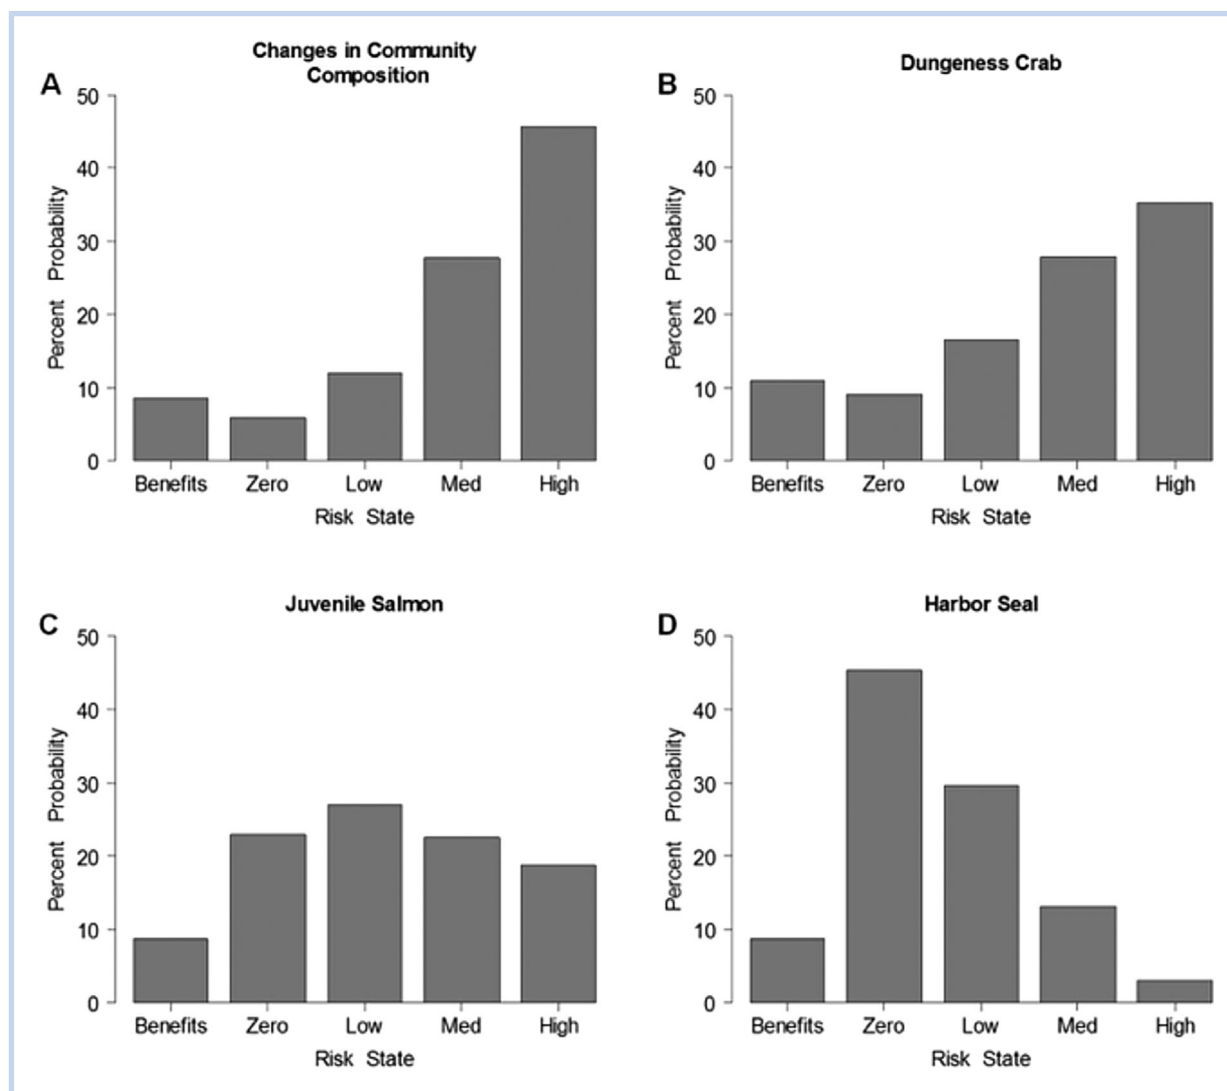 Changes in Community
Composition
A
50
40
30
20
10
0
Percent Probability
Benefits Zero Low Med High
Risk State
Dungeness Crab
B
50
40
30
20
10
0
Percent Probability
Benefits Zero Low Med High
Risk State
Juvenile Salmon
C
50
40
30
20
10
0
Percent Probability
Benefits Zero Low Med High
Risk State
Harbor Seal
D
50
40
30
20
10
0
Percent Probability
Benefits Zero Low Med High
Risk State